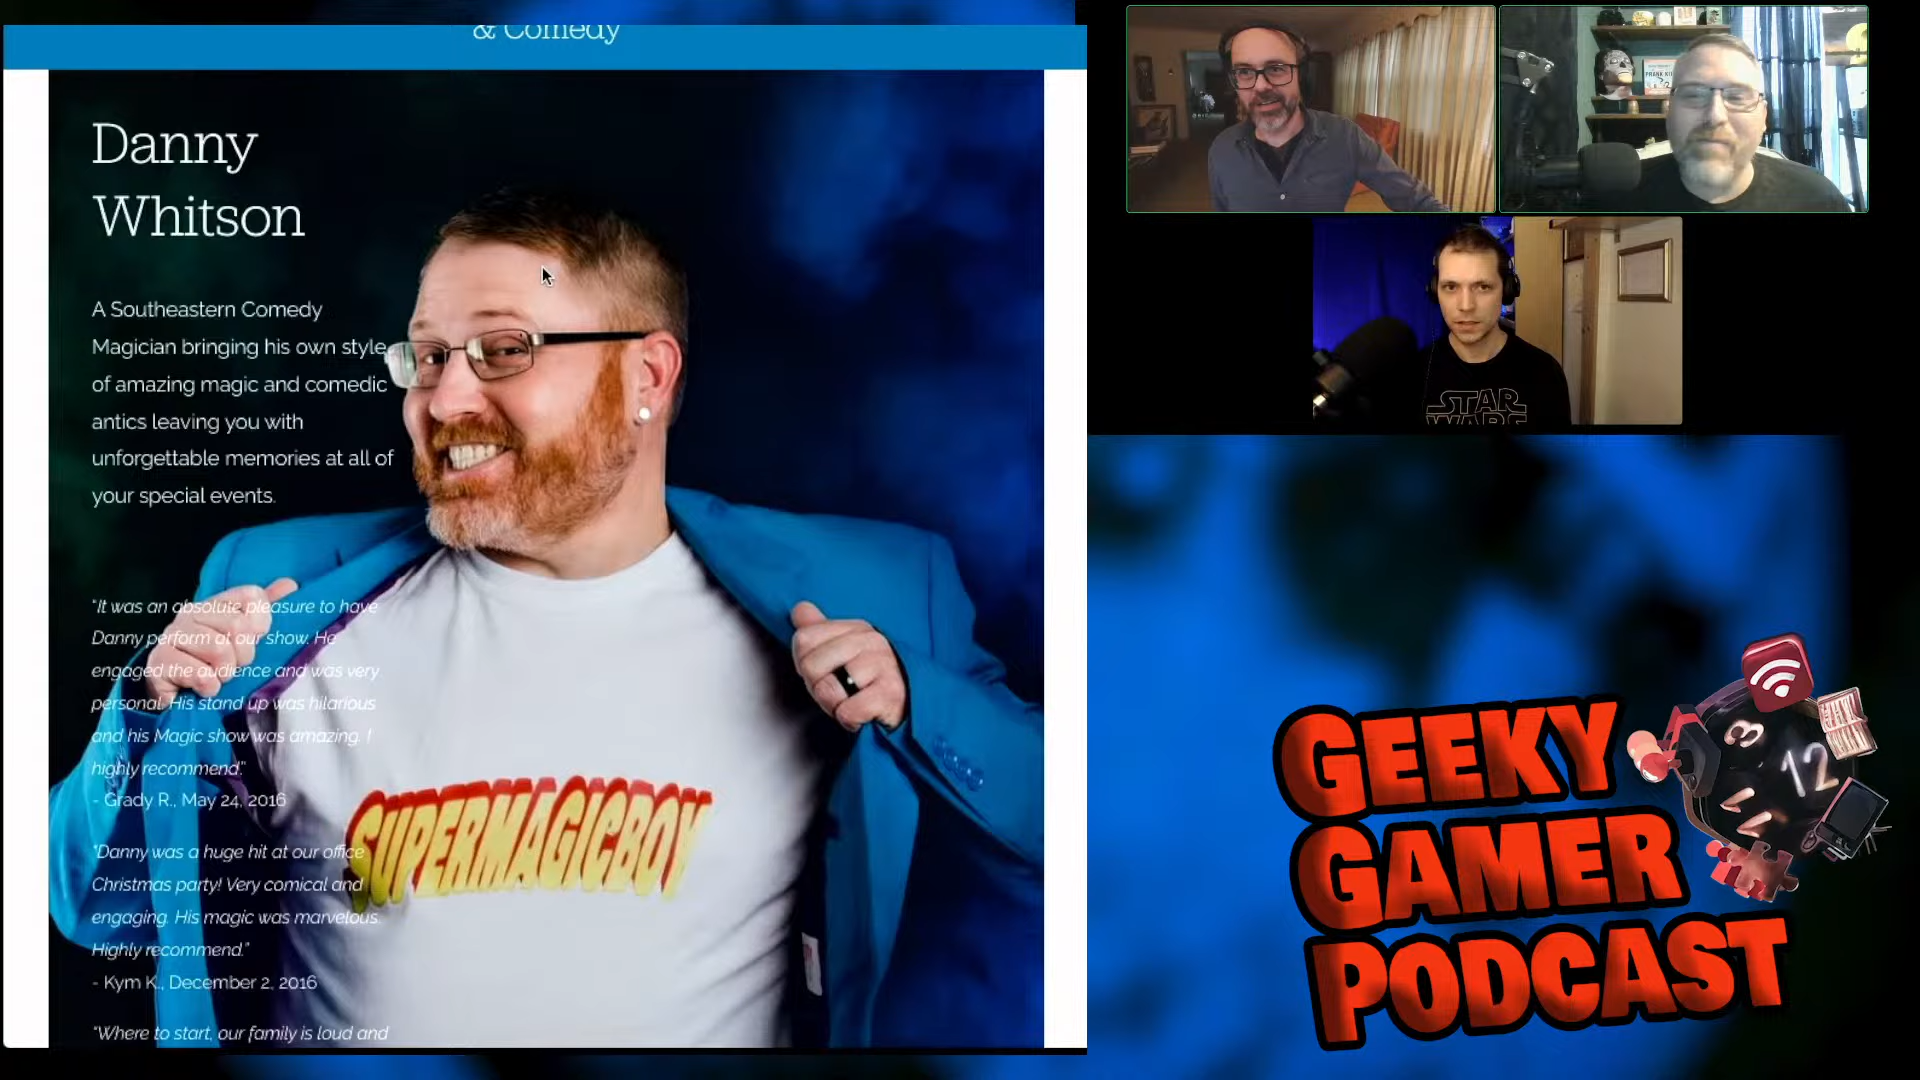 & Comedy
Danny
Whitson
A Southeastern Comedy
Magician bringing his own style
of amazing magic and comedic
antics leaving you with
unforgettable memories at all of
your special events.
"It was an absolute pleasure to have
Danny perform at our show. He
engaged the audience and was very
personal. His stand up was hilarious
and his Magic show was amazing. I
highly recommend".
- Grady R., May 24, 2016
"Danny was a huge hit at our office
Christmas party! Very comical and
engaging. His magic was marvelous.
Highly recommend."
- Kym K., December 2, 2016
"Where to start, our family is loud and
SUPERMAGICBOY
STAR
WARS
GEEKY
GAMER
PODCAST
3
12